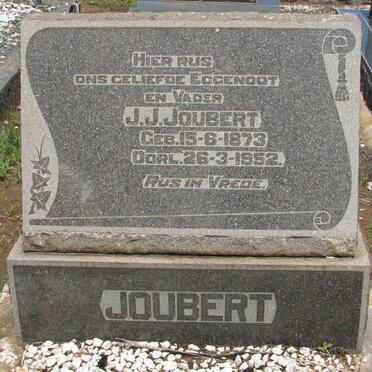 Hier rus
ons geliefde Eggenoot
en Vader
J.J. Joubert
Geb. 15-6-1873
Oorl. 26-3-1952.
Rus in Vrede.
JOUBERT